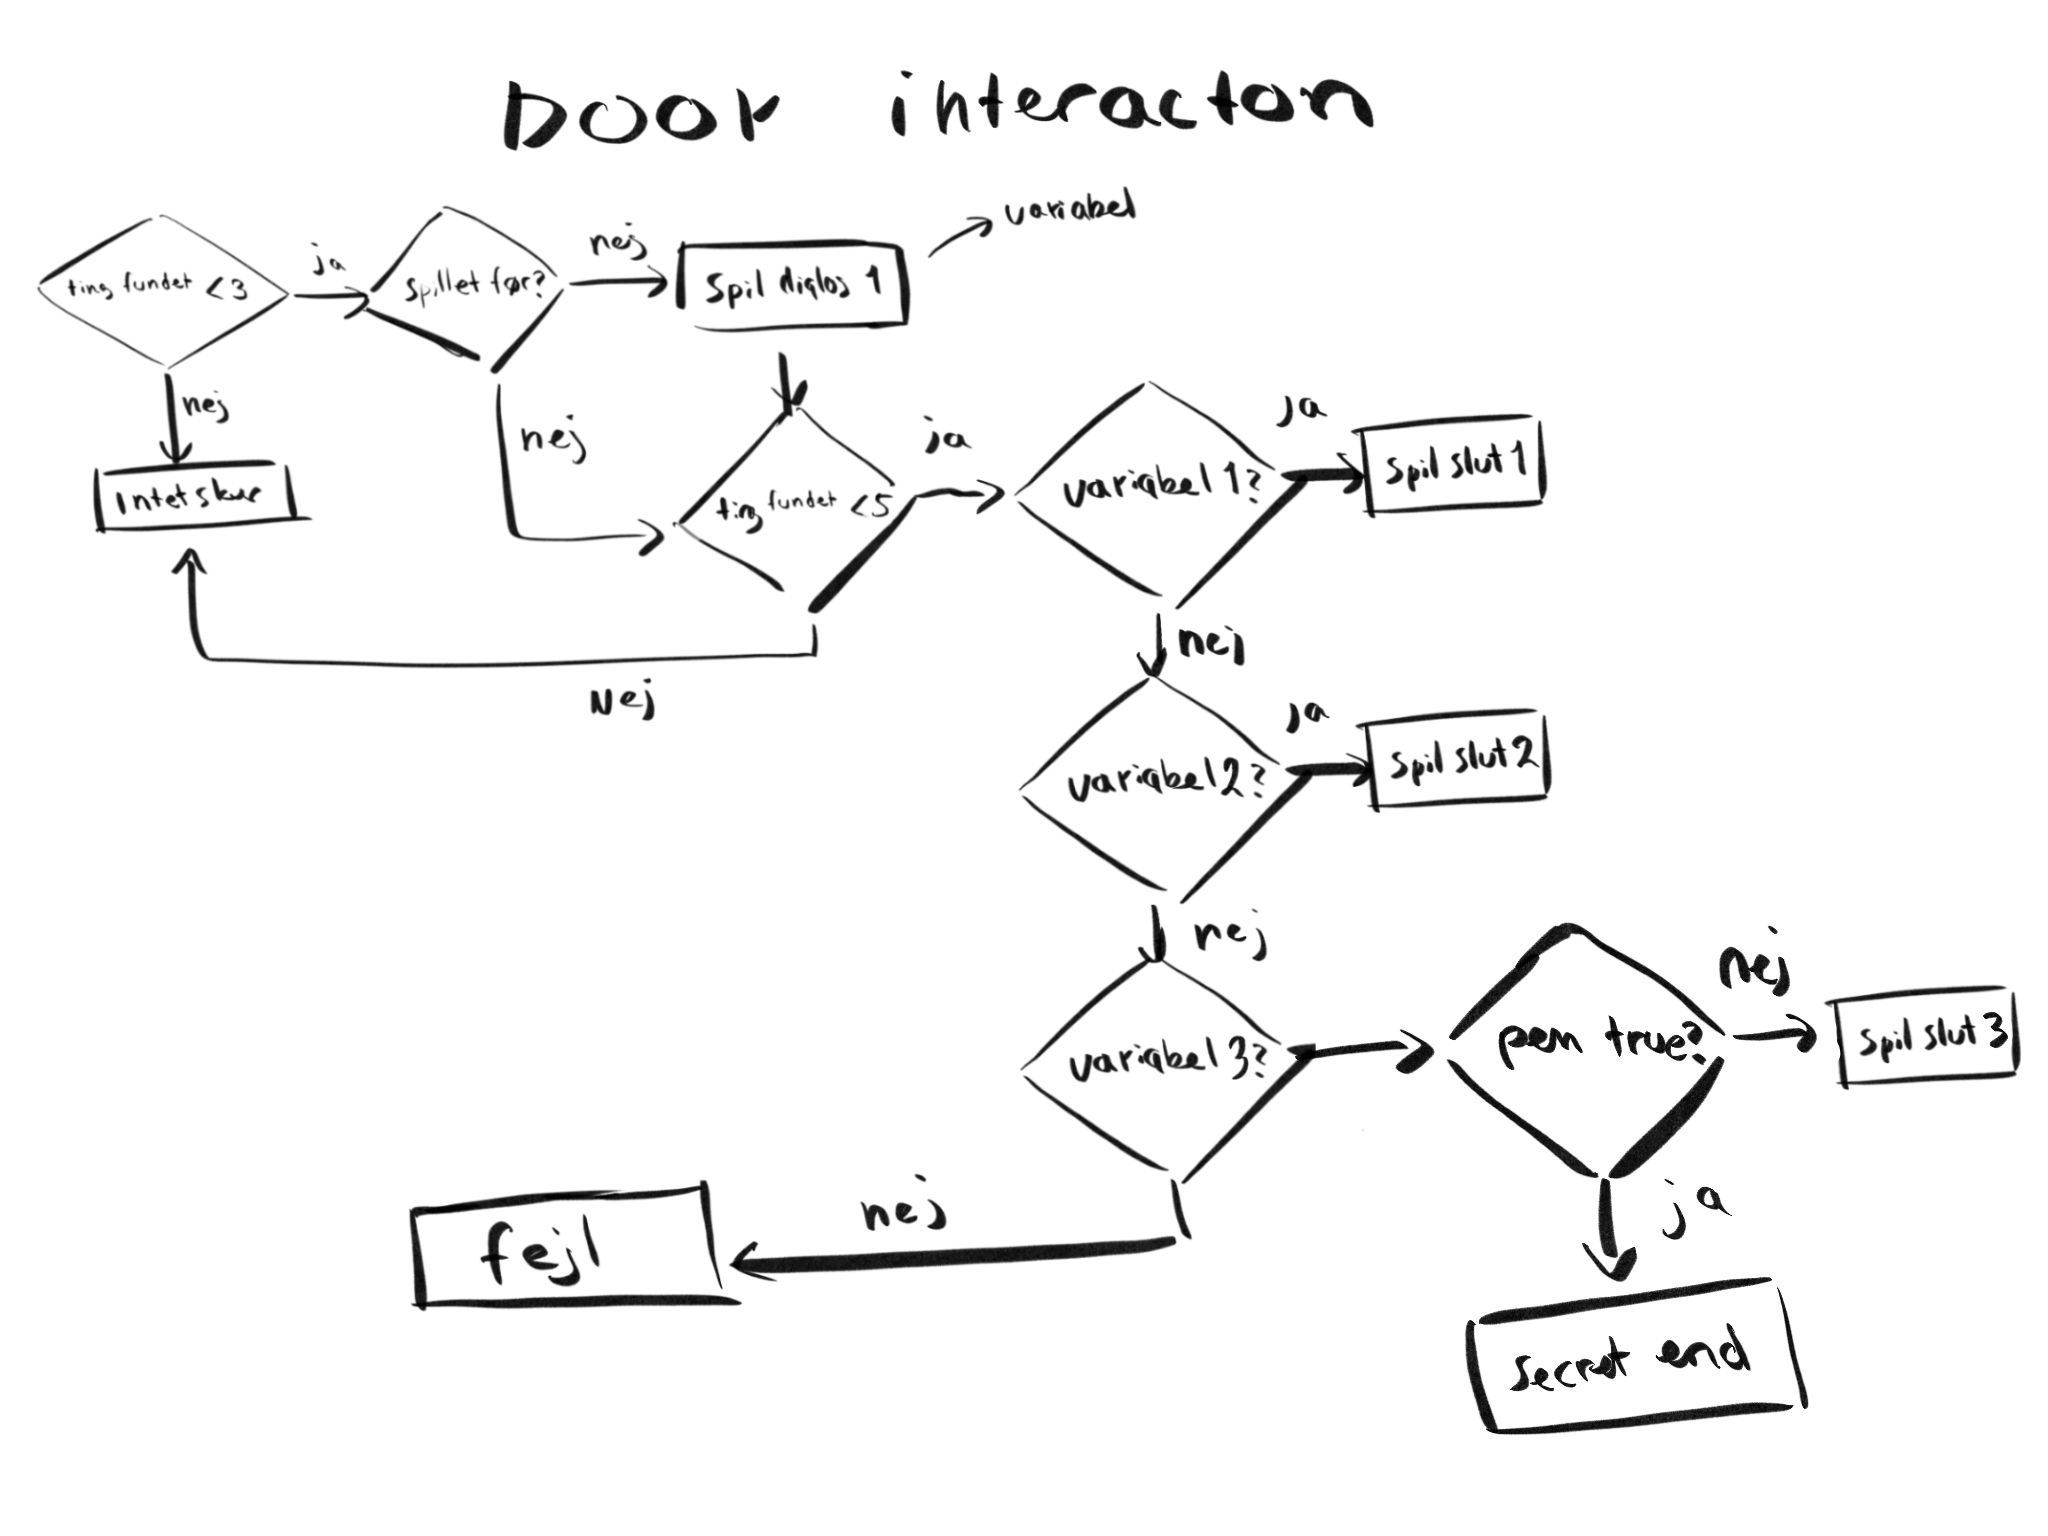 Door interacton
variabel
ting fundet <3
ja
spillet før?
nej
Spil diglos 1
nej
Intet skur
nej
ting fundet <5
ja
variabel 1?
ja
Spil slut 1
Nej
nej
variabel 2?
ja
Spil slut 2
nej
variabel 3?
pem true?
nej
Spil slut 3
nej
fejl
ja
secret end